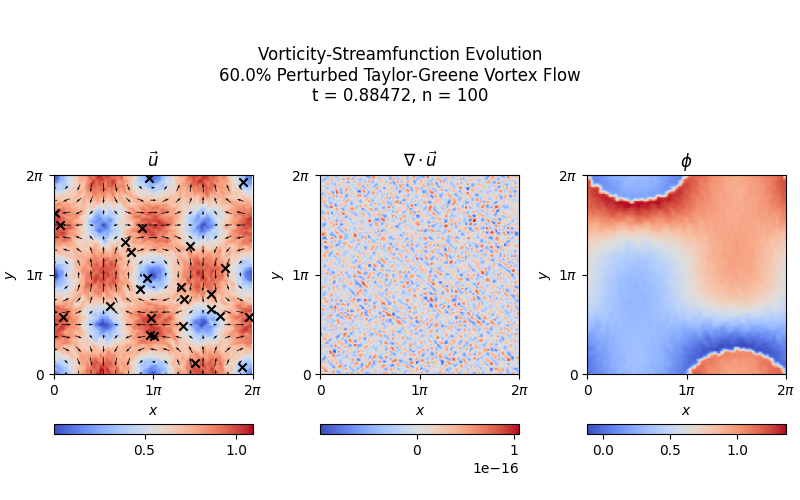 Vorticity-Streamfunction Evolution
60.0% Perturbed Taylor-Greene Vortex Flow
t = 0.88472, n = 100
$\vec{u}$
2π
1π
0
y
0 1π 2π
x
0.5 1.0
∇ · $\vec{u}$
2π
1π
0
y
0 1π 2π
x
0 1
1e−16
ϕ
2π
1π
0
y
0 1π 2π
x
0.0 0.5 1.0